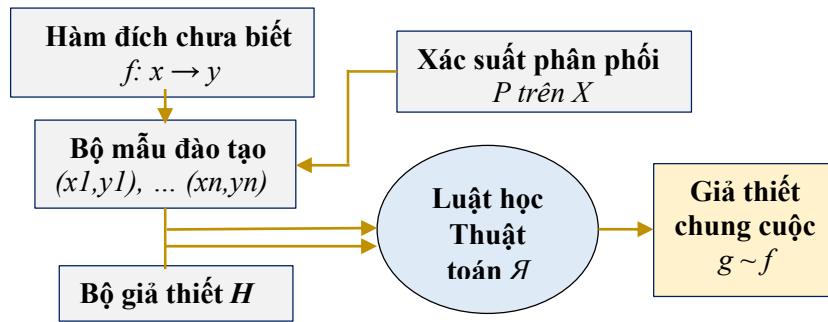 Hàm đích chưa biết
f: x → y
Xác suất phân phối
P trên X
Bộ mẫu đào tạo
(x1,y1), ... (xn,yn)
Luật học
Thuật
toán Я
Giả thiết
chung cuộc
g ~ f
Bộ giả thiết H